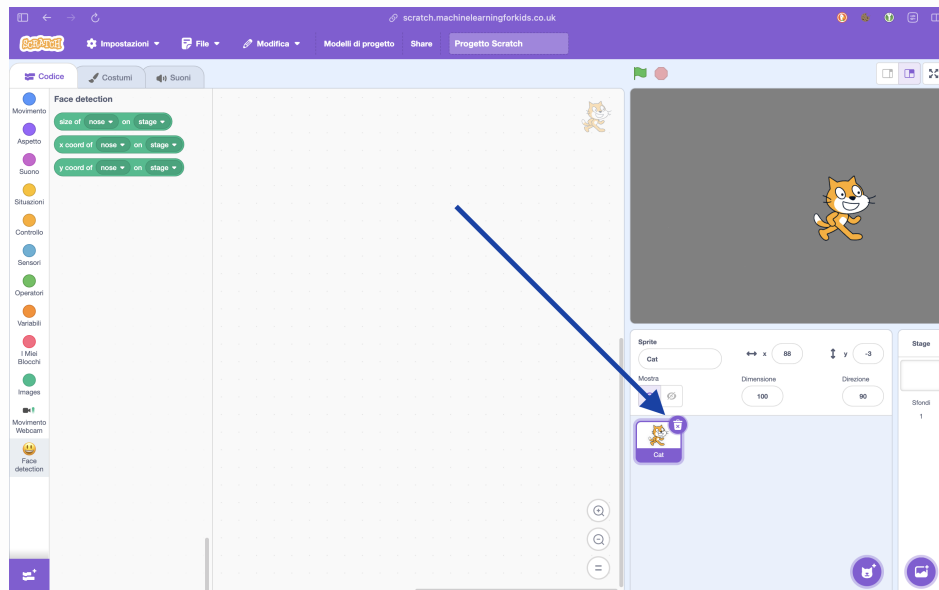 scratch.machinelearningforkids.co.uk
SCRATCH Impostazioni File Modifica Modelli di progetto Share Progetto Scratch
Codice Costumi Suoni
Movimento
Aspetto
Suono
Situazioni
Controllo
Sensori
Operatori
Variabili
I Miei
Blocchi
Images
Movimento
Webcam
Face
detection
Face detection
size of nose on stage
x coord of nose on stage
y coord of nose on stage
Sprite
Cat x 88 y -3
Mostra Dimensione Direzione
100 90
Cat
Stage
Sfondi
1